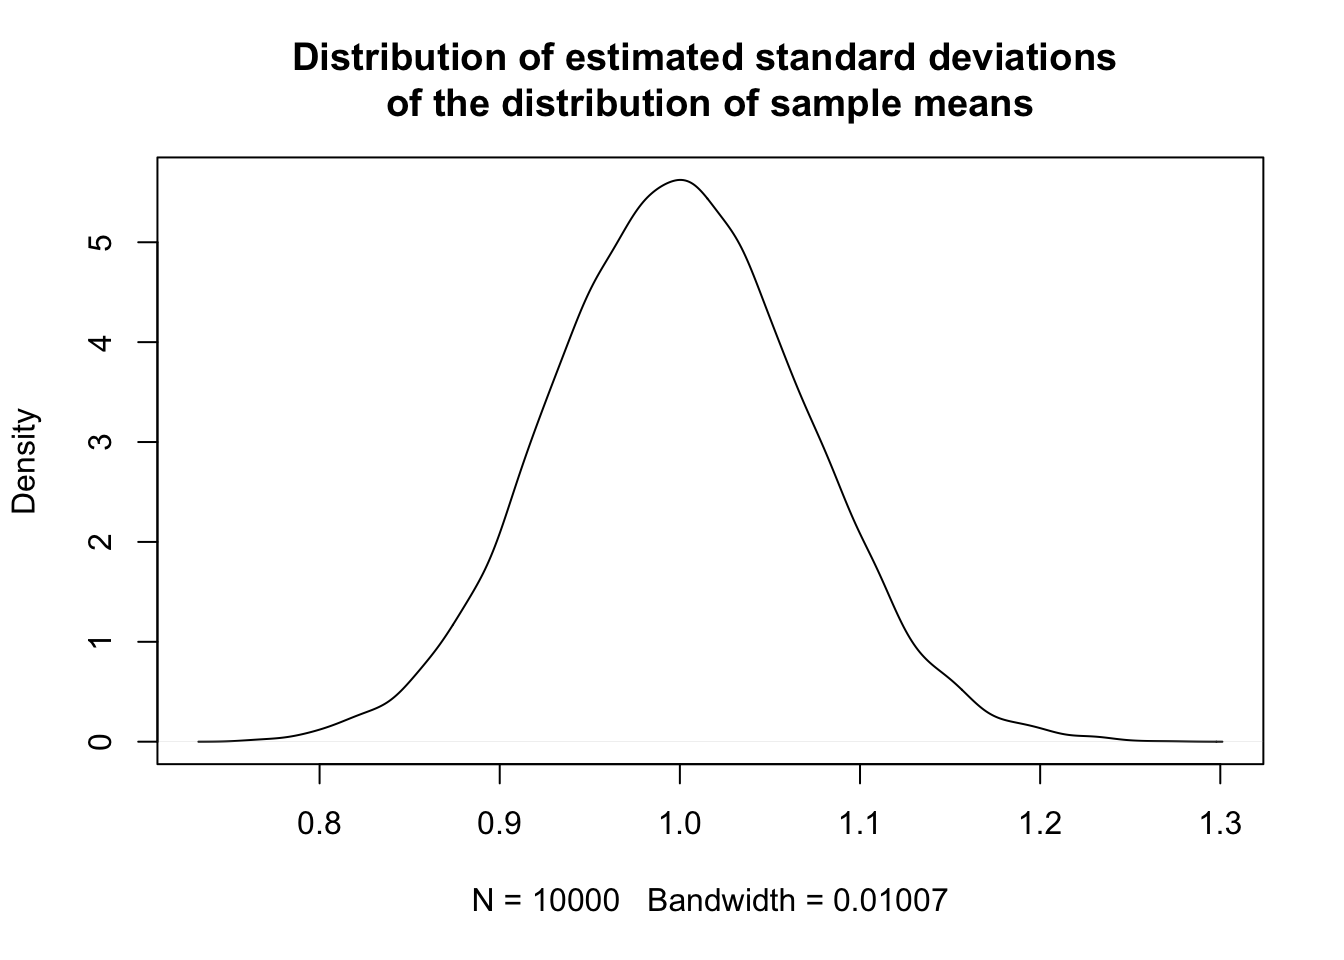 Distribution of estimated standard deviations
of the distribution of sample means
Density
5
4
3
2
1
0
0.8 0.9 1.0 1.1 1.2 1.3
N = 10000 Bandwidth = 0.01007